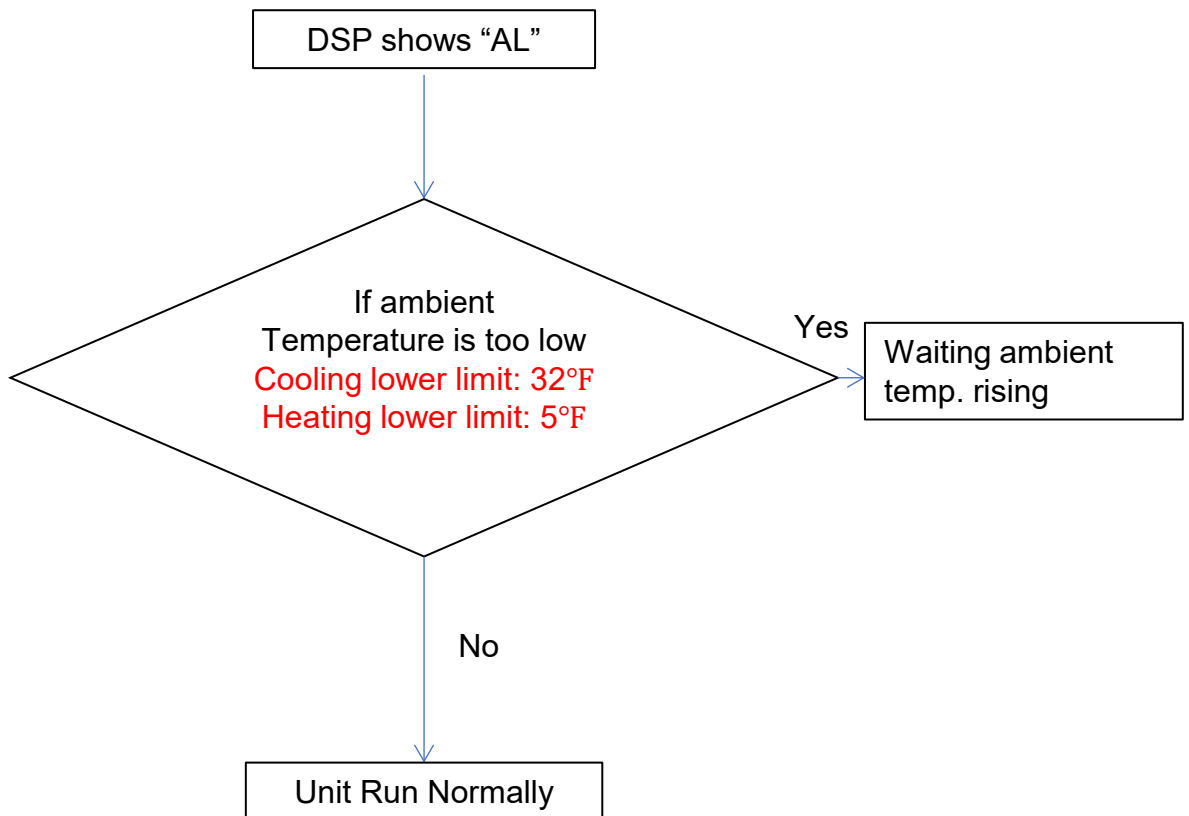 DSP shows “AL”
If ambient
Temperature is too low
Cooling lower limit: 32°F
Heating lower limit: 5°F
Yes
Waiting ambient
temp. rising
No
Unit Run Normally